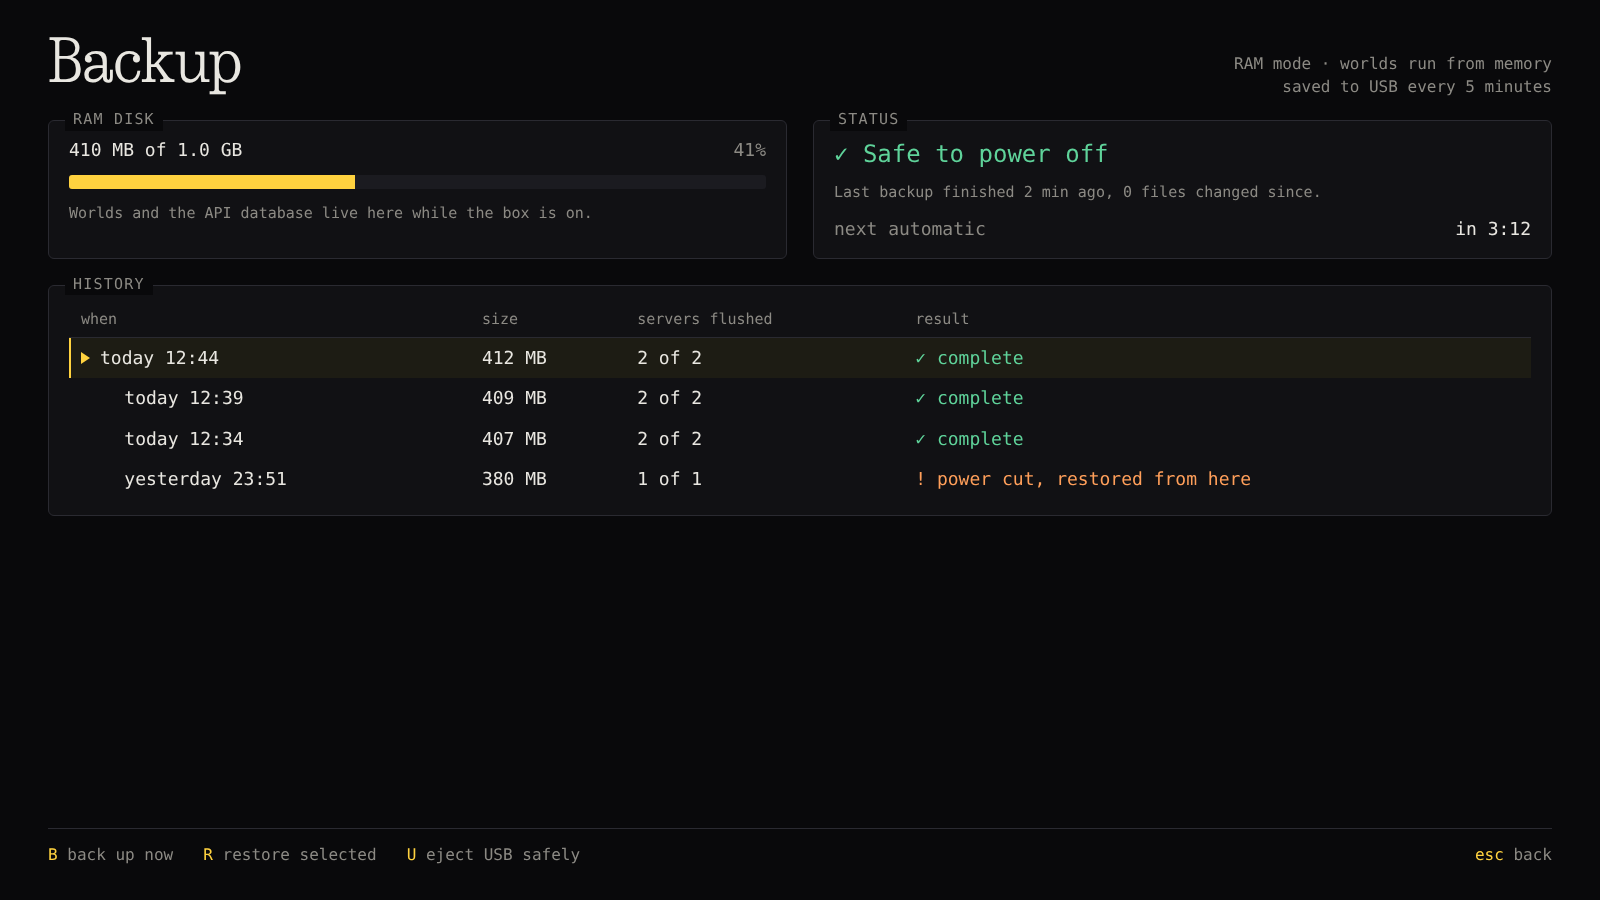 Backup
RAM mode · worlds run from memory
saved to USB every 5 minutes
RAM DISK
410 MB of 1.0 GB 41%
Worlds and the API database live here while the box is on.
STATUS
✓ Safe to power off
Last backup finished 2 min ago, 0 files changed since.
next automatic in 3:12
HISTORY
when size servers flushed result
today 12:44 412 MB 2 of 2 ✓ complete
today 12:39 409 MB 2 of 2 ✓ complete
today 12:34 407 MB 2 of 2 ✓ complete
yesterday 23:51 380 MB 1 of 1 ! power cut, restored from here
B back up now R restore selected U eject USB safely esc back